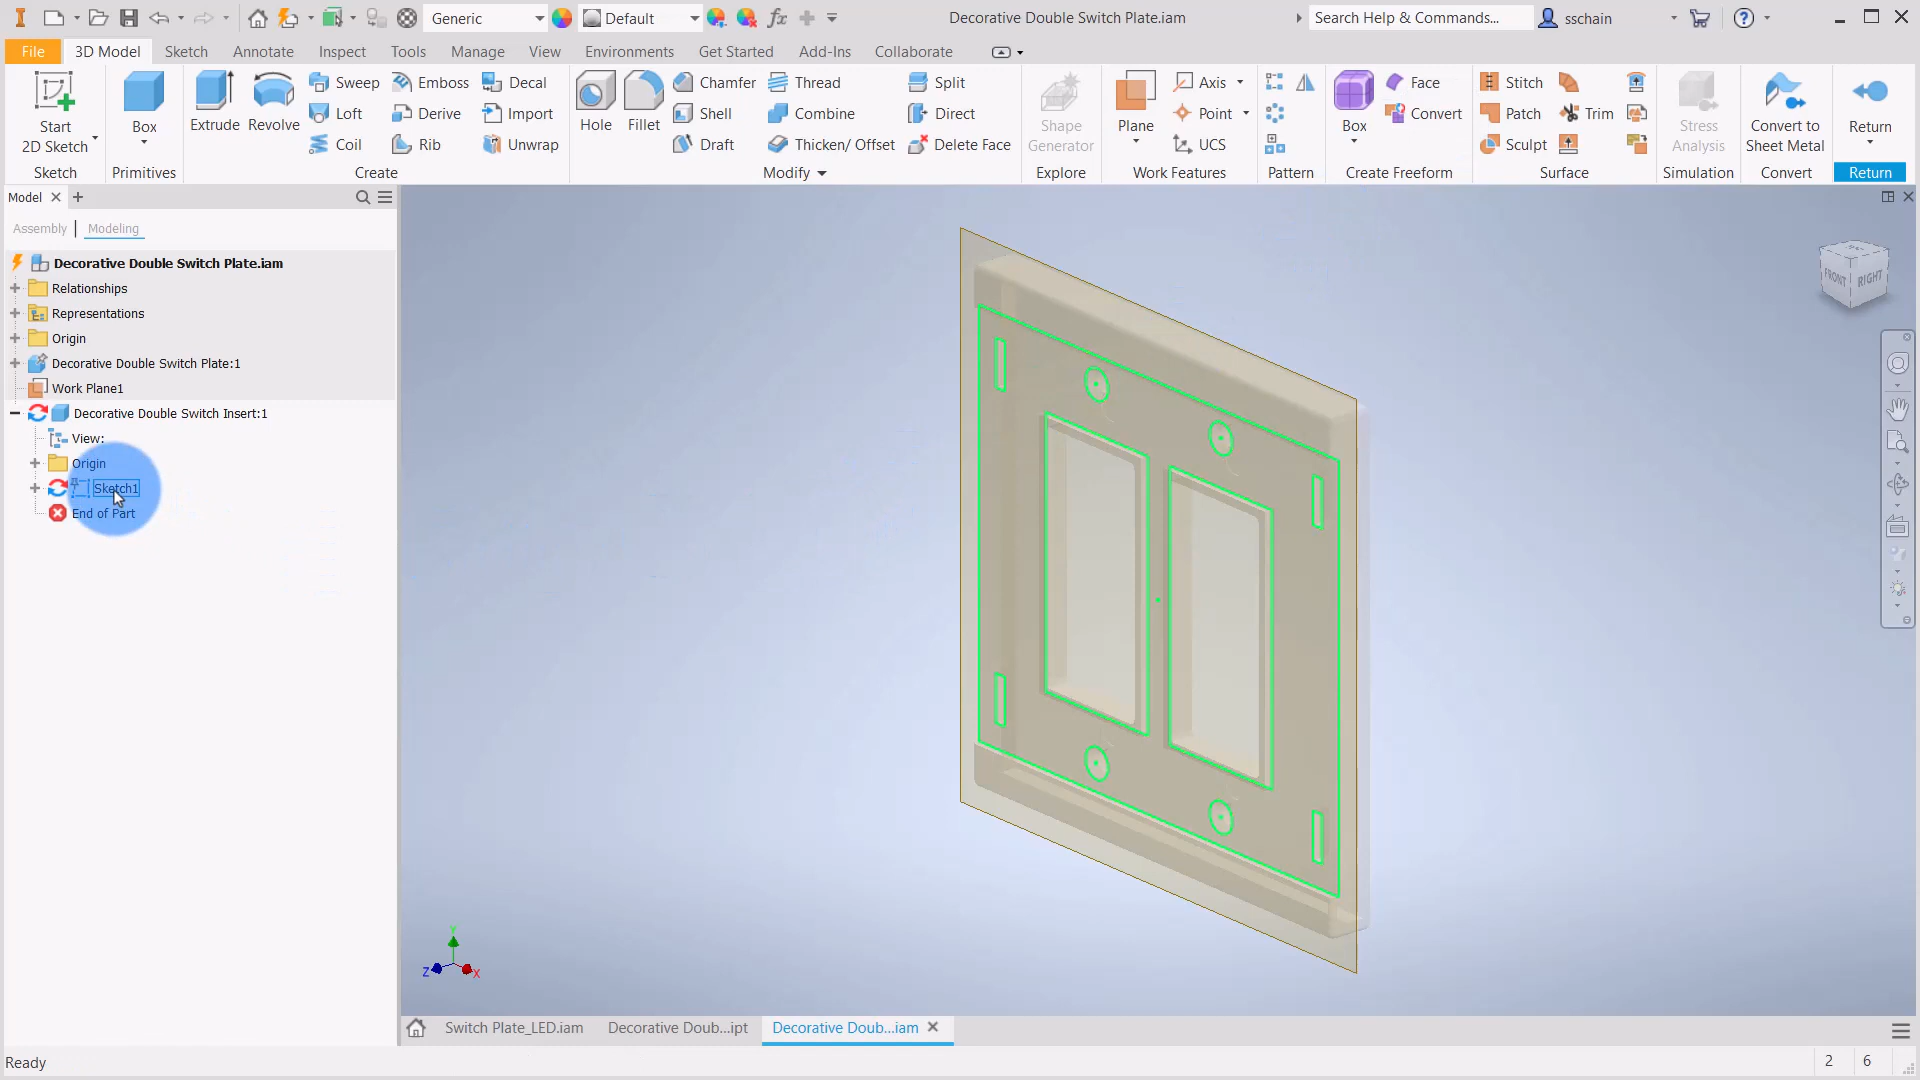 Generic
Default
Decorative Double Switch Plate.iam
Search Help & Commands...
sschain
File
3D Model
Sketch
Annotate
Inspect
Tools
Manage
View
Environments
Get Started
Add-Ins
Collaborate
Start
2D Sketch
Sketch
Box
Primitives
Extrude
Revolve
Sweep
Loft
Coil
Emboss
Derive
Rib
Decal
Import
Unwrap
Create
Hole
Fillet
Chamfer
Shell
Draft
Thread
Combine
Thicken/ Offset
Split
Direct
Delete Face
Modify
Shape
Generator
Explore
Plane
Axis
Point
UCS
Work Features
Pattern
Box
Face
Convert
Create Freeform
Stitch
Patch
Sculpt
Trim
Surface
Stress
Analysis
Simulation
Convert to
Sheet Metal
Convert
Return
Return
Model
Assembly
Modeling
Decorative Double Switch Plate.iam
Relationships
Representations
Origin
Decorative Double Switch Plate:1
Work Plane1
Decorative Double Switch Insert:1
View:
Origin
Sketch1
End of Part
FRONT
RIGHT
Y
Z
X
Switch Plate_LED.iam
Decorative Doub...ipt
Decorative Doub...iam
Ready
2
6